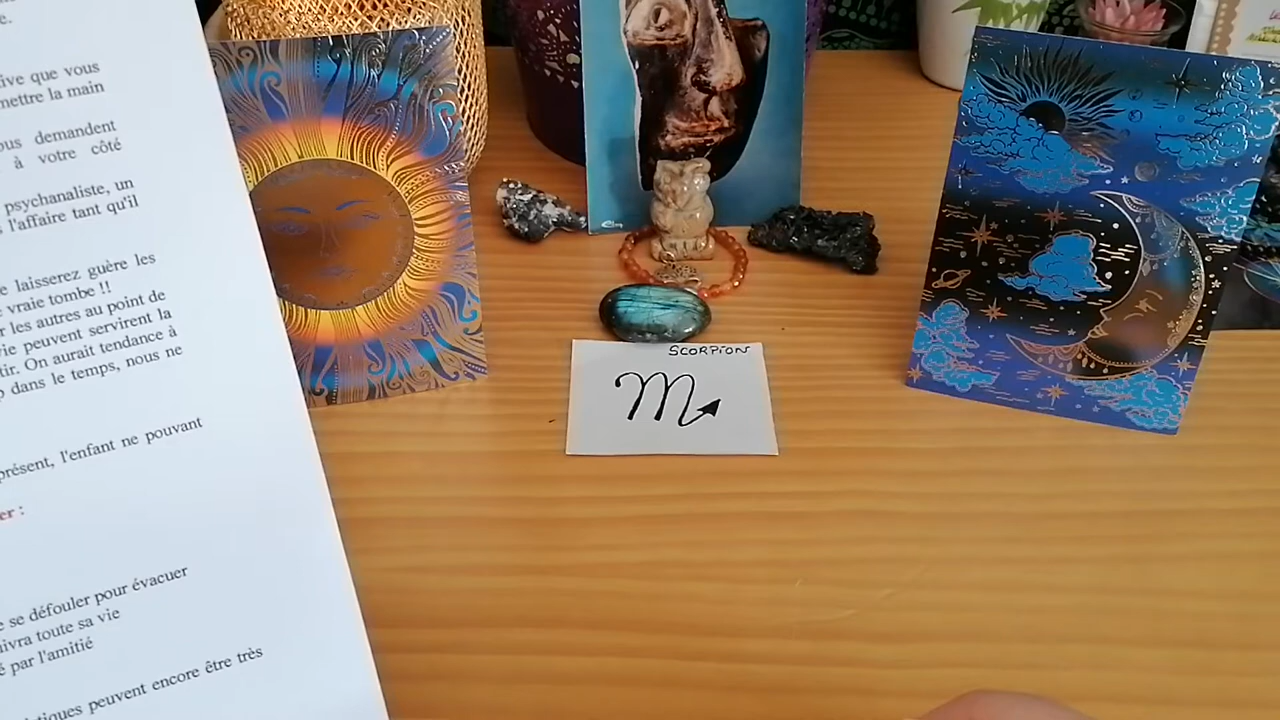 e.
ive que vous
mettre la main
ous demandent
à votre côté
psychanaliste, un
l'affaire tant qu'il
e laisserez guère les
vraie tombe !!
r les autres au point de
rie peuvent servirent la
tir. On aurait tendance à
dans le temps, nous ne
présent, l'enfant ne pouvant
er :
e se défouler pour évacuer
ivra toute sa vie
é par l'amitié
tiques peuvent encore être très
SCORPION